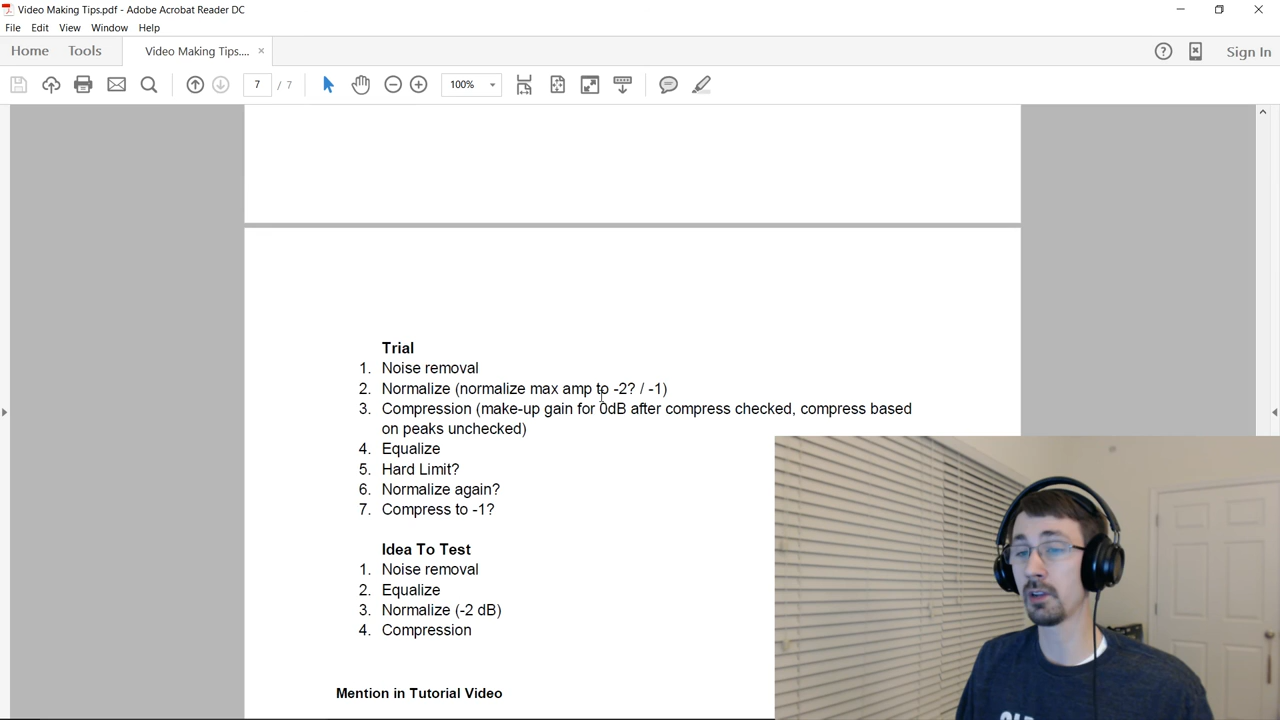 Video Making Tips.pdf - Adobe Acrobat Reader DC
File Edit View Window Help
Home Tools Video Making Tips.... × Sign In
7 / 7 100%
Trial
1. Noise removal
2. Normalize (normalize max amp to -2? / -1)
3. Compression (make-up gain for 0dB after compress checked, compress based
on peaks unchecked)
4. Equalize
5. Hard Limit?
6. Normalize again?
7. Compress to -1?
Idea To Test
1. Noise removal
2. Equalize
3. Normalize (-2 dB)
4. Compression
Mention in Tutorial Video